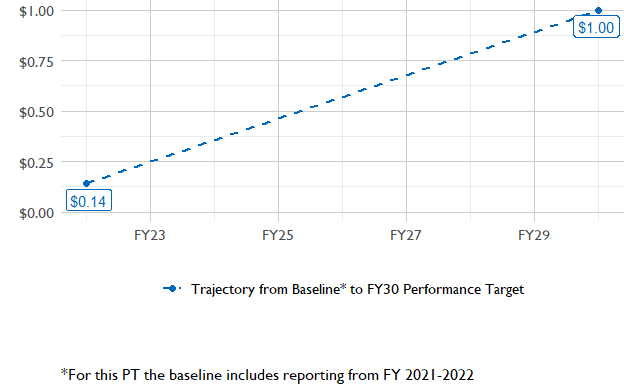 $1.00
$1.00
$0.75
$0.50
$0.25
$0.14
$0.00
FY23 FY25 FY27 FY29
Trajectory from Baseline* to FY30 Performance Target
*For this PT the baseline includes reporting from FY 2021-2022